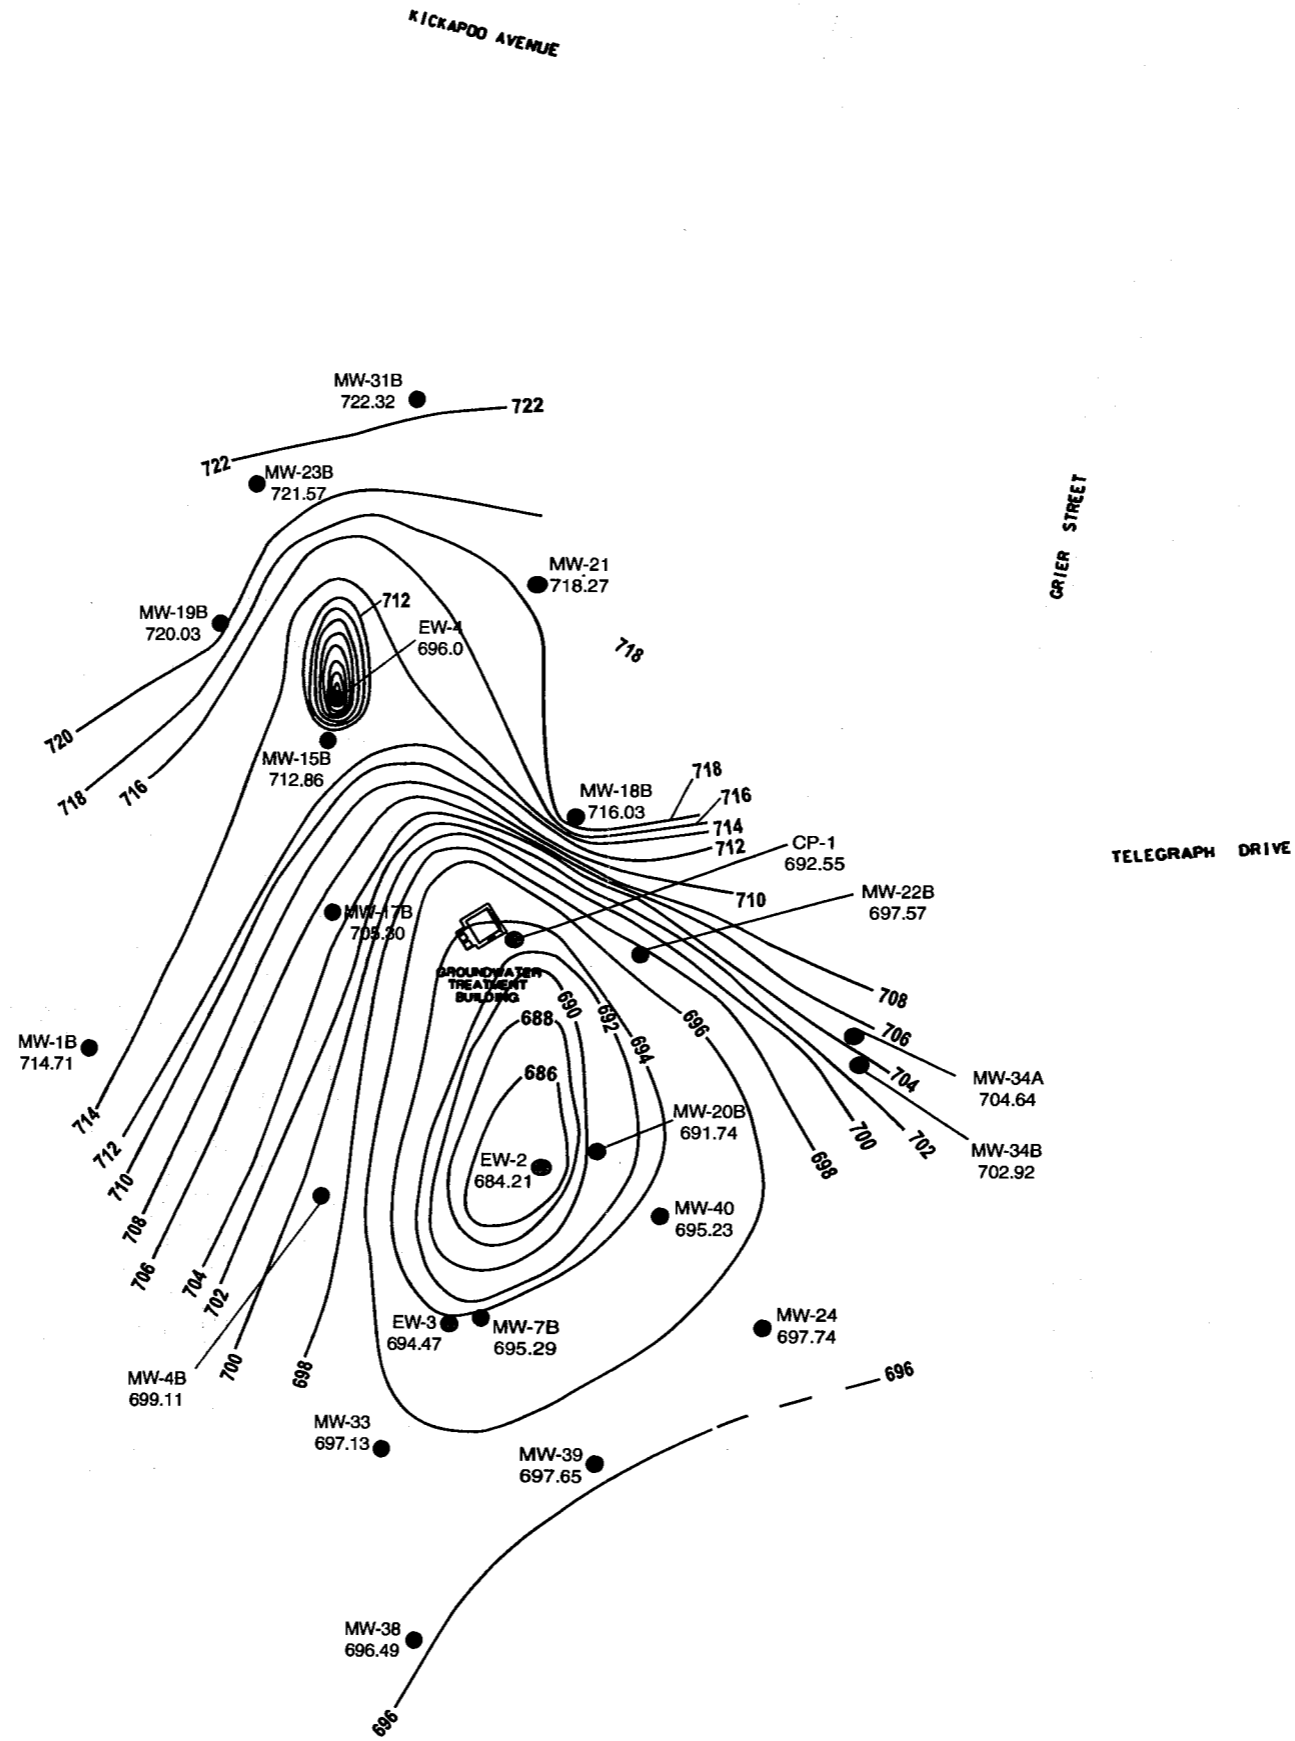 KICKAPOO AVENUE
MW-31B
722.32
722
722
MW-23B
721.57
GRIER STREET
MW-21
718.27
712
MW-19B
720.03
EW-4
696.0
718
720
MW-15B
712.86
718
716
718
MW-18B
716.03
716
714
712
CP-1
692.55
TELEGRAPH DRIVE
710
MW-22B
697.57
MW-17B
705.30
GROUNDWATER
TREATMENT
BUILDING
690
692
694
696
688
686
708
706
704
MW-34A
704.64
MW-1B
714.71
714
712
710
708
706
704
702
700
698
MW-20B
691.74
698
700
702
MW-34B
702.92
EW-2
684.21
MW-40
695.23
EW-3
694.47
MW-7B
695.29
MW-24
697.74
MW-4B
699.11
696
MW-33
697.13
MW-39
697.65
MW-38
696.49
696